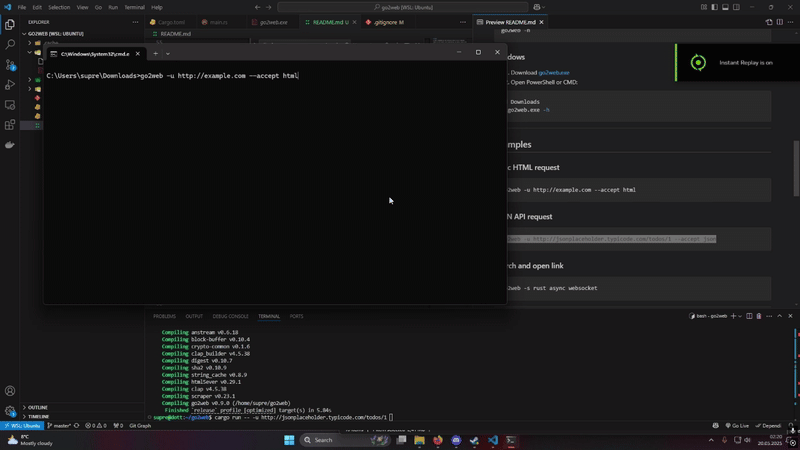 File Edit Selection View Go Run Terminal Help
go2web [WSL: Ubuntu]
EXPLORER
GO2WEB [WSL: UBUNTU]
Cargo.toml
main.rs
go2web.exe
README.md U
.gitignore M
Preview README.md
README.md
C:\Windows\System32\cmd.e
C:\Users\supre\Downloads>go2web -u http://example.com --accept html
go2web -h
Instant Replay is on
Download go2web.exe
Open PowerShell or CMD:
Downloads
go2web.exe -h
HTML request
-u http://example.com --accept html
API request
-u http://jsonplaceholder.typicode.com/todos/1 --accept json
and open link
-s rust async websocket
PROBLEMS OUTPUT DEBUG CONSOLE TERMINAL PORTS
bash - go2web
Compiling anstream v0.6.18
Compiling block-buffer v0.10.4
Compiling crypto-common v0.1.6
Compiling clap_builder v4.5.38
Compiling digest v0.10.7
Compiling sha2 v0.10.9
Compiling string_cache v0.8.9
Compiling html5ever v0.29.1
Compiling clap v4.5.38
Compiling scraper v0.23.1
Compiling go2web v0.9.0 (/home/supre/go2web)
Finished `release` profile [optimized] target(s) in 5.84s
supre@dott:~/go2web$ cargo run -- -u http://jsonplaceholder.typicode.com/todos/1
OUTLINE
TIMELINE
WSL: Ubuntu
master*
0
0
0
Git Graph
Go Live
Dependi
8°C
Mostly cloudy
Search
02:20
20.05.2025